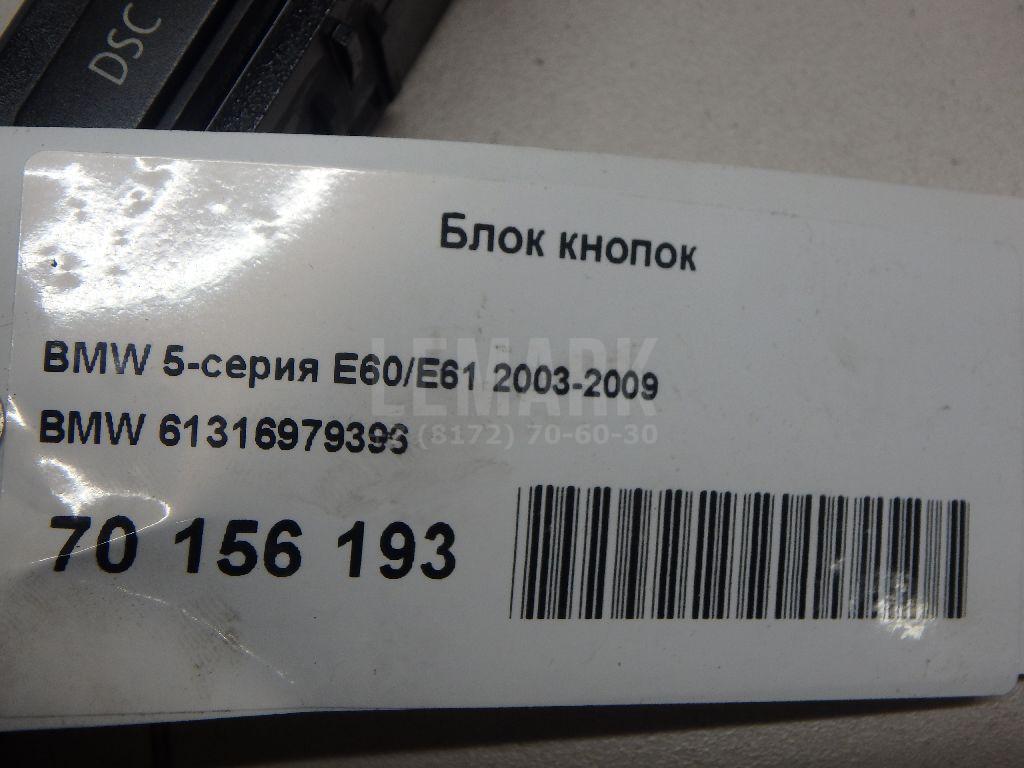 DSC
Блок кнопок
BMW 5-серия E60/E61 2003-2009
LEMARK
BMW 61316979393
(8172) 70-60-30
70 156 193